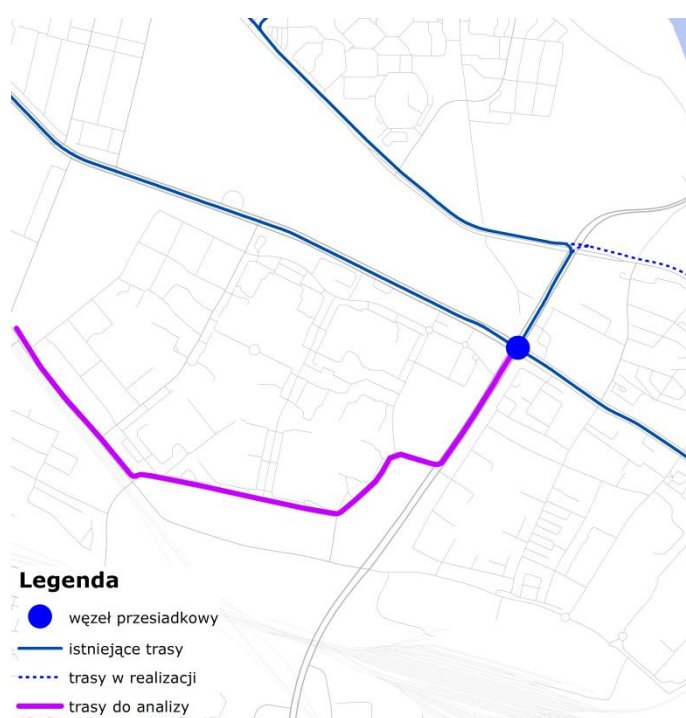 Legenda
węzeł przesiadkowy
istniejące trasy
trasy w realizacji
trasy do analizy